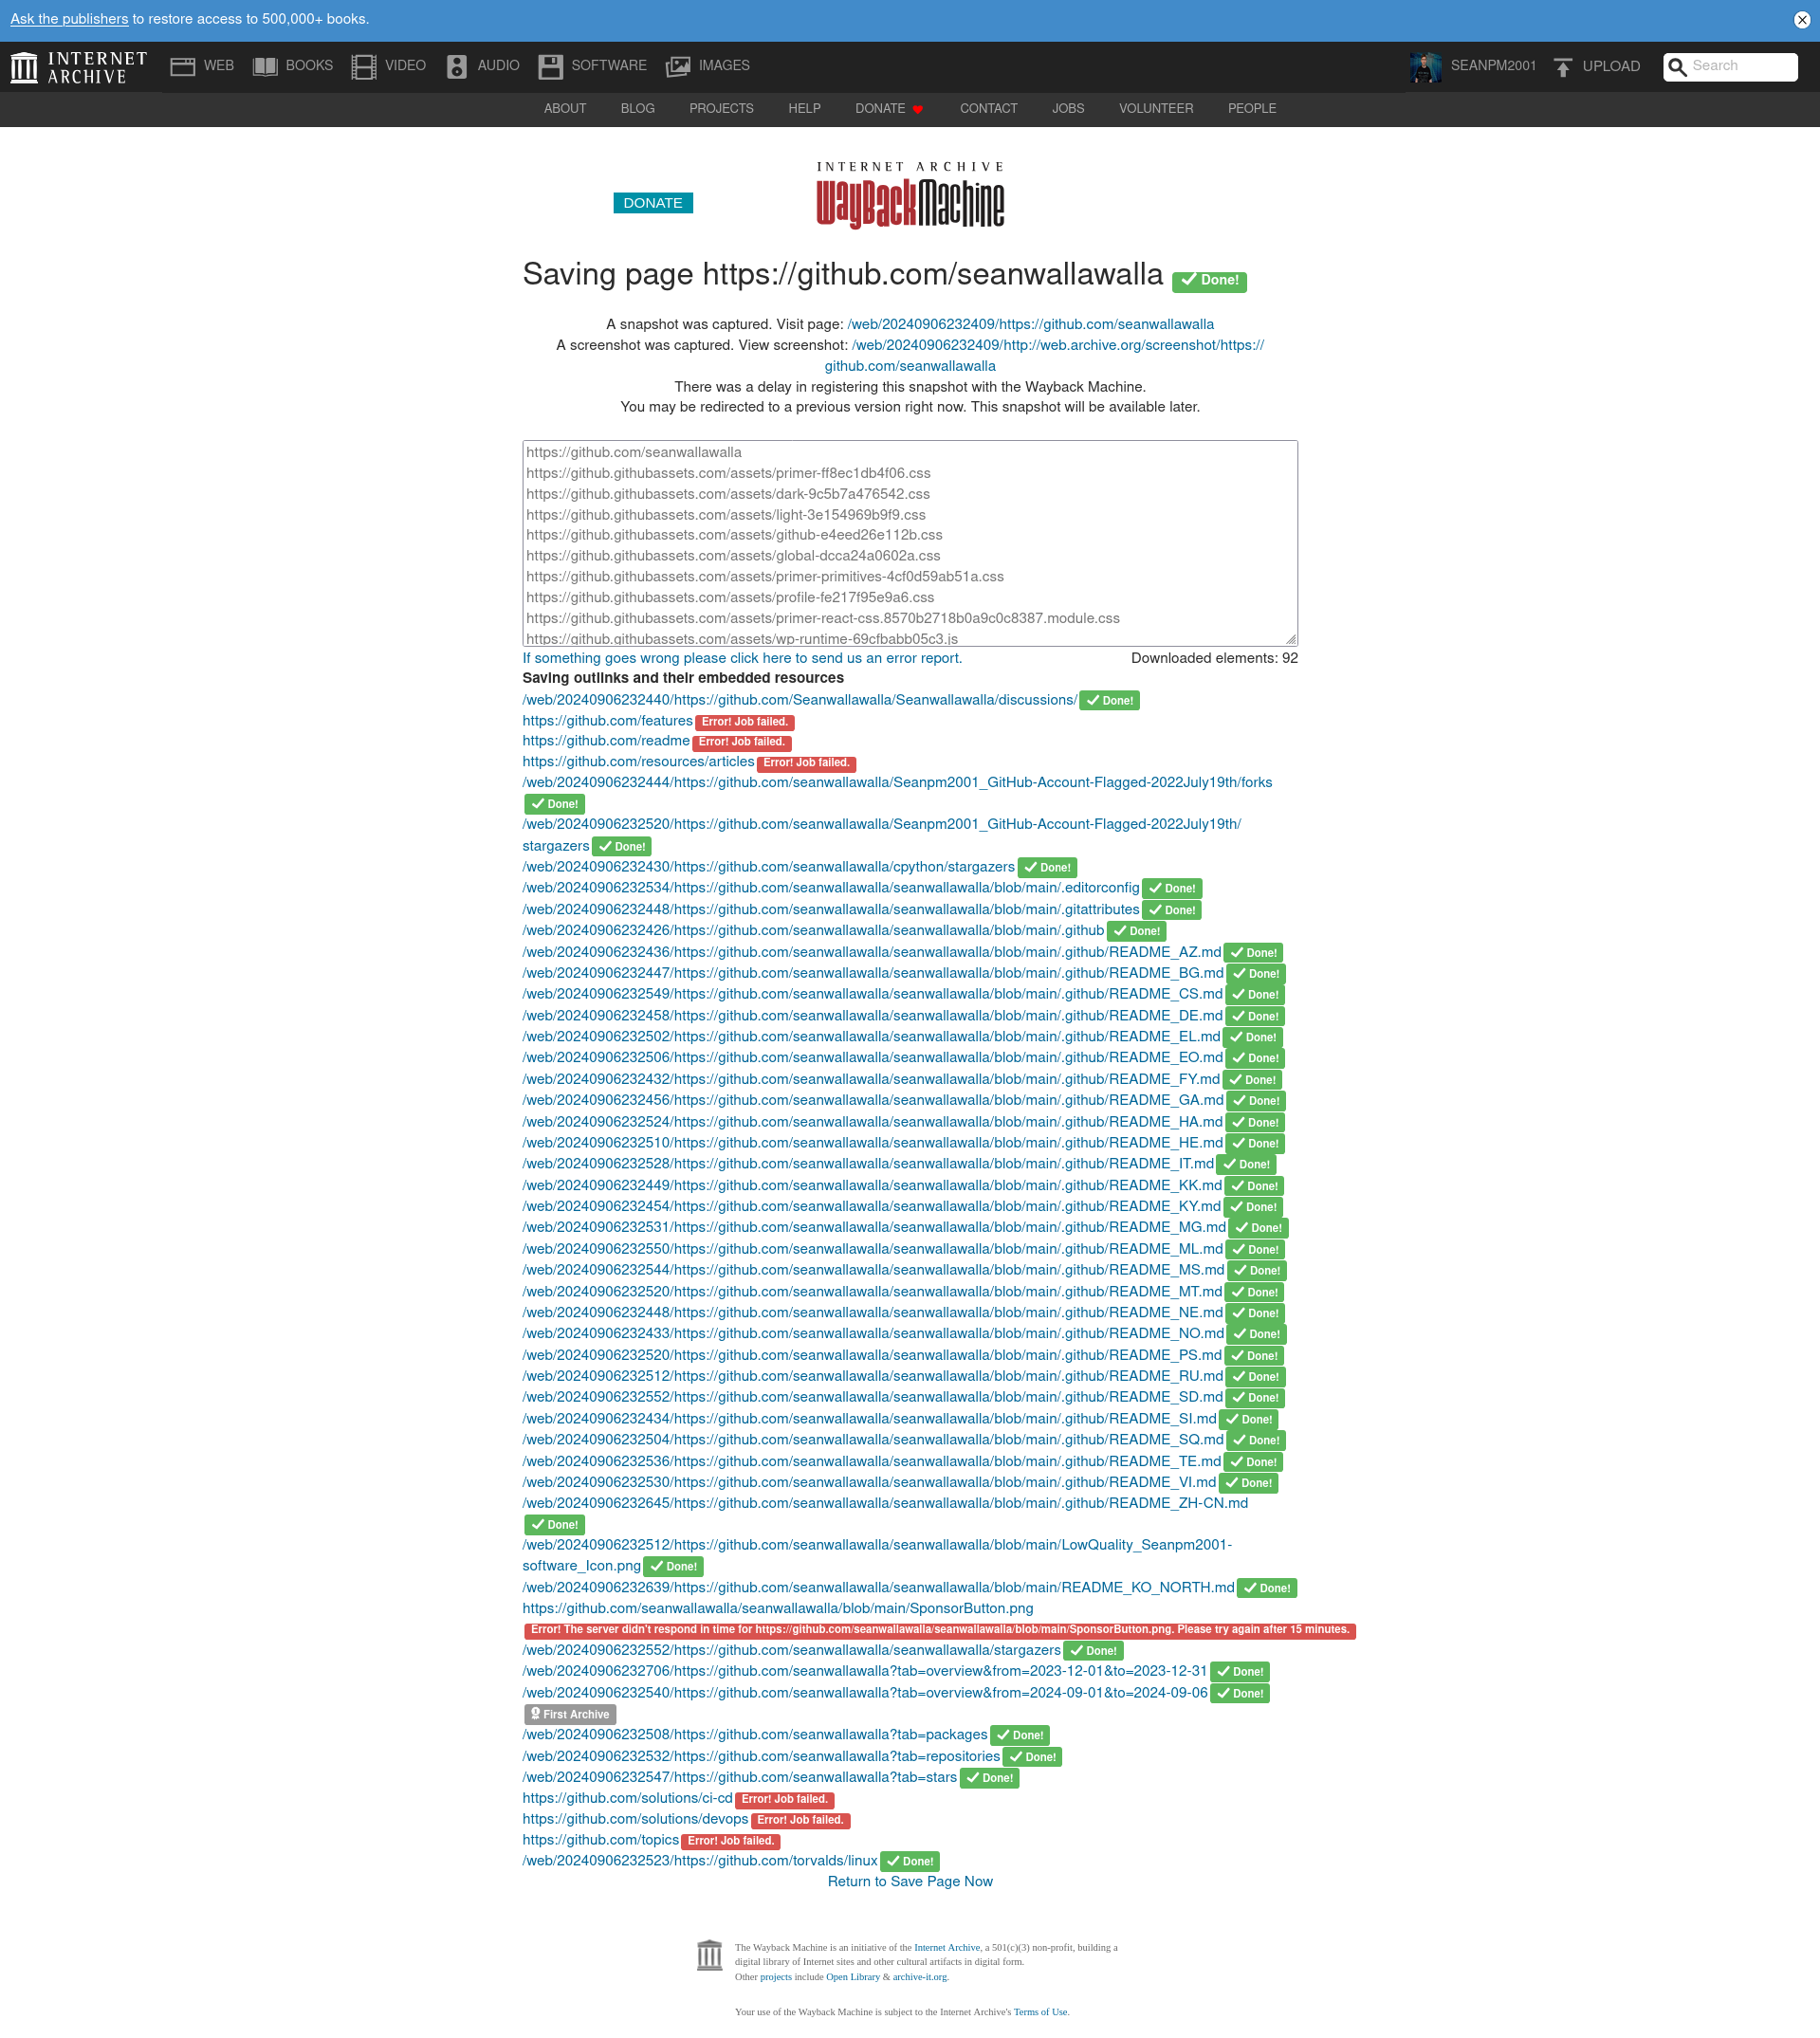 Ask the publishers to restore access to 500,000+ books.
INTERNET ARCHIVE
WEB BOOKS VIDEO AUDIO SOFTWARE IMAGES SEANPM2001 UPLOAD Search
ABOUT BLOG PROJECTS HELP DONATE CONTACT JOBS VOLUNTEER PEOPLE
INTERNET ARCHIVE
DONATE WayBackMachine
Saving page https://github.com/seanwallawalla Done!
A snapshot was captured. Visit page: /web/20240906232409/https://github.com/seanwallawalla
A screenshot was captured. View screenshot: /web/20240906232409/http://web.archive.org/screenshot/https://
github.com/seanwallawalla
There was a delay in registering this snapshot with the Wayback Machine.
You may be redirected to a previous version right now. This snapshot will be available later.
https://github.com/seanwallawalla
https://github.githubassets.com/assets/primer-ff8ec1db4f06.css
https://github.githubassets.com/assets/dark-9c5b7a476542.css
https://github.githubassets.com/assets/light-3e154969b9f9.css
https://github.githubassets.com/assets/github-e4eed26e112b.css
https://github.githubassets.com/assets/global-dcca24a0602a.css
https://github.githubassets.com/assets/primer-primitives-4cf0d59ab51a.css
https://github.githubassets.com/assets/profile-fe217f95e9a6.css
https://github.githubassets.com/assets/primer-react-css.8570b2718b0a9c0c8387.module.css
https://github.githubassets.com/assets/wp-runtime-69cfbabb05c3.js
If something goes wrong please click here to send us an error report. Downloaded elements: 92
Saving outlinks and their embedded resources
/web/20240906232440/https://github.com/Seanwallawalla/Seanwallawalla/discussions/ Done!
https://github.com/features Error! Job failed.
https://github.com/readme Error! Job failed.
https://github.com/resources/articles Error! Job failed.
/web/20240906232444/https://github.com/seanwallawalla/Seanpm2001_GitHub-Account-Flagged-2022July19th/forks
Done!
/web/20240906232520/https://github.com/seanwallawalla/Seanpm2001_GitHub-Account-Flagged-2022July19th/
stargazers Done!
/web/20240906232430/https://github.com/seanwallawalla/cpython/stargazers Done!
/web/20240906232534/https://github.com/seanwallawalla/seanwallawalla/blob/main/.editorconfig Done!
/web/20240906232448/https://github.com/seanwallawalla/seanwallawalla/blob/main/.gitattributes Done!
/web/20240906232426/https://github.com/seanwallawalla/seanwallawalla/blob/main/.github Done!
/web/20240906232436/https://github.com/seanwallawalla/seanwallawalla/blob/main/.github/README_AZ.md Done!
/web/20240906232447/https://github.com/seanwallawalla/seanwallawalla/blob/main/.github/README_BG.md Done!
/web/20240906232549/https://github.com/seanwallawalla/seanwallawalla/blob/main/.github/README_CS.md Done!
/web/20240906232458/https://github.com/seanwallawalla/seanwallawalla/blob/main/.github/README_DE.md Done!
/web/20240906232502/https://github.com/seanwallawalla/seanwallawalla/blob/main/.github/README_EL.md Done!
/web/20240906232506/https://github.com/seanwallawalla/seanwallawalla/blob/main/.github/README_EO.md Done!
/web/20240906232432/https://github.com/seanwallawalla/seanwallawalla/blob/main/.github/README_FY.md Done!
/web/20240906232456/https://github.com/seanwallawalla/seanwallawalla/blob/main/.github/README_GA.md Done!
/web/20240906232524/https://github.com/seanwallawalla/seanwallawalla/blob/main/.github/README_HA.md Done!
/web/20240906232510/https://github.com/seanwallawalla/seanwallawalla/blob/main/.github/README_HE.md Done!
/web/20240906232528/https://github.com/seanwallawalla/seanwallawalla/blob/main/.github/README_IT.md Done!
/web/20240906232449/https://github.com/seanwallawalla/seanwallawalla/blob/main/.github/README_KK.md Done!
/web/20240906232454/https://github.com/seanwallawalla/seanwallawalla/blob/main/.github/README_KY.md Done!
/web/20240906232531/https://github.com/seanwallawalla/seanwallawalla/blob/main/.github/README_MG.md Done!
/web/20240906232550/https://github.com/seanwallawalla/seanwallawalla/blob/main/.github/README_ML.md Done!
/web/20240906232544/https://github.com/seanwallawalla/seanwallawalla/blob/main/.github/README_MS.md Done!
/web/20240906232520/https://github.com/seanwallawalla/seanwallawalla/blob/main/.github/README_MT.md Done!
/web/20240906232448/https://github.com/seanwallawalla/seanwallawalla/blob/main/.github/README_NE.md Done!
/web/20240906232433/https://github.com/seanwallawalla/seanwallawalla/blob/main/.github/README_NO.md Done!
/web/20240906232520/https://github.com/seanwallawalla/seanwallawalla/blob/main/.github/README_PS.md Done!
/web/20240906232512/https://github.com/seanwallawalla/seanwallawalla/blob/main/.github/README_RU.md Done!
/web/20240906232552/https://github.com/seanwallawalla/seanwallawalla/blob/main/.github/README_SD.md Done!
/web/20240906232434/https://github.com/seanwallawalla/seanwallawalla/blob/main/.github/README_SI.md Done!
/web/20240906232504/https://github.com/seanwallawalla/seanwallawalla/blob/main/.github/README_SQ.md Done!
/web/20240906232536/https://github.com/seanwallawalla/seanwallawalla/blob/main/.github/README_TE.md Done!
/web/20240906232530/https://github.com/seanwallawalla/seanwallawalla/blob/main/.github/README_VI.md Done!
/web/20240906232645/https://github.com/seanwallawalla/seanwallawalla/blob/main/.github/README_ZH-CN.md
Done!
/web/20240906232512/https://github.com/seanwallawalla/seanwallawalla/blob/main/LowQuality_Seanpm2001-
software_Icon.png Done!
/web/20240906232639/https://github.com/seanwallawalla/seanwallawalla/blob/main/README_KO_NORTH.md Done!
https://github.com/seanwallawalla/seanwallawalla/blob/main/SponsorButton.png
Error! The server didn't respond in time for https://github.com/seanwallawalla/seanwallawalla/blob/main/SponsorButton.png. Please try again after 15 minutes.
/web/20240906232552/https://github.com/seanwallawalla/seanwallawalla/stargazers Done!
/web/20240906232706/https://github.com/seanwallawalla?tab=overview&from=2023-12-01&to=2023-12-31 Done!
/web/20240906232540/https://github.com/seanwallawalla?tab=overview&from=2024-09-01&to=2024-09-06 Done!
First Archive
/web/20240906232508/https://github.com/seanwallawalla?tab=packages Done!
/web/20240906232532/https://github.com/seanwallawalla?tab=repositories Done!
/web/20240906232547/https://github.com/seanwallawalla?tab=stars Done!
https://github.com/solutions/ci-cd Error! Job failed.
https://github.com/solutions/devops Error! Job failed.
https://github.com/topics Error! Job failed.
/web/20240906232523/https://github.com/torvalds/linux Done!
Return to Save Page Now
The Wayback Machine is an initiative of the Internet Archive, a 501(c)(3) non-profit, building a
digital library of Internet sites and other cultural artifacts in digital form.
Other projects include Open Library & archive-it.org.
Your use of the Wayback Machine is subject to the Internet Archive's Terms of Use.